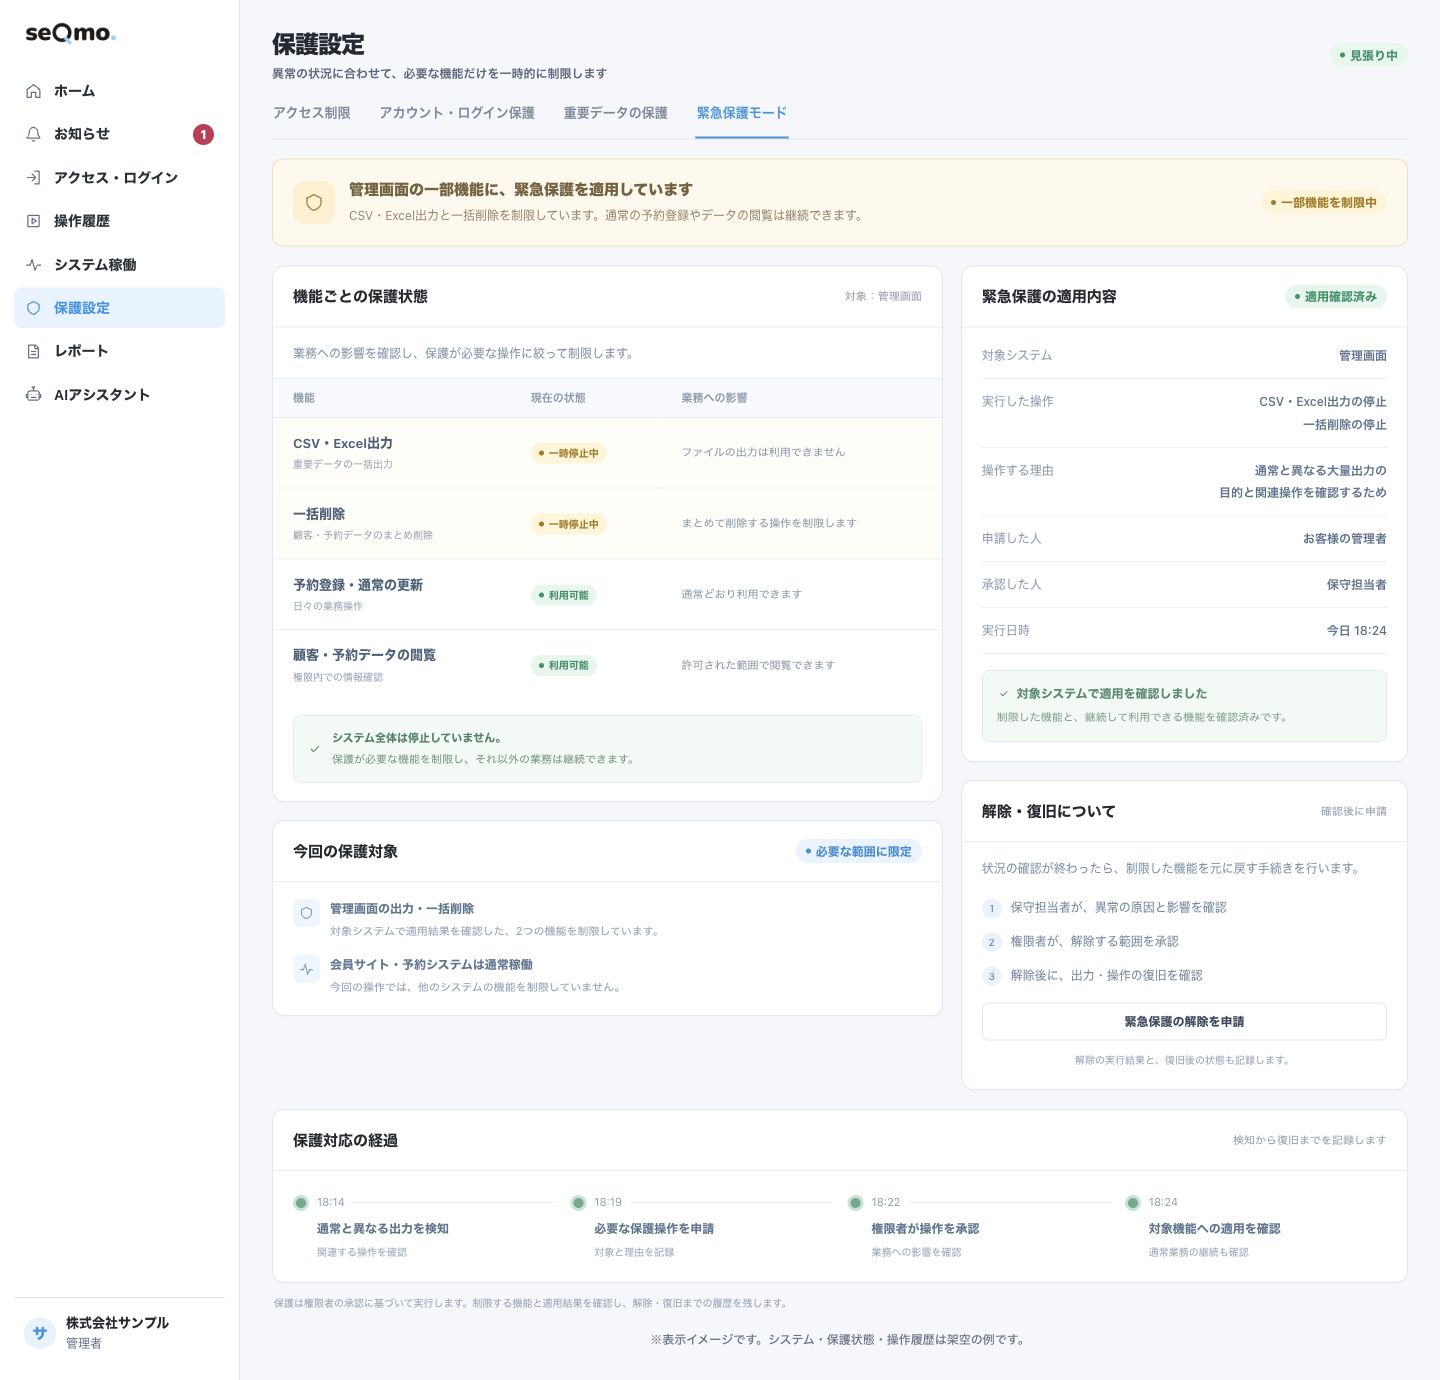 seQmo.
ホーム
お知らせ
1
アクセス・ログイン
操作履歴
システム稼働
保護設定
レポート
AIアシスタント
サ
株式会社サンプル
管理者
保護設定
異常の状況に合わせて、必要な機能だけを一時的に制限します
見張り中
アクセス制限
アカウント・ログイン保護
重要データの保護
緊急保護モード
管理画面の一部機能に、緊急保護を適用しています
CSV・Excel出力と一括削除を制限しています。通常の予約登録やデータの閲覧は継続できます。
一部機能を制限中
機能ごとの保護状態
対象：管理画面
業務への影響を確認し、保護が必要な操作に絞って制限します。
機能
現在の状態
業務への影響
CSV・Excel出力
重要データの一括出力
一時停止中
ファイルの出力は利用できません
一括削除
顧客・予約データのまとめ削除
一時停止中
まとめて削除する操作を制限します
予約登録・通常の更新
日々の業務操作
利用可能
通常どおり利用できます
顧客・予約データの閲覧
権限内での情報確認
利用可能
許可された範囲で閲覧できます
システム全体は停止していません。
保護が必要な機能を制限し、それ以外の業務は継続できます。
今回の保護対象
必要な範囲に限定
管理画面の出力・一括削除
対象システムで適用結果を確認した、2つの機能を制限しています。
会員サイト・予約システムは通常稼働
今回の操作では、他のシステムの機能を制限していません。
緊急保護の適用内容
適用確認済み
対象システム
管理画面
実行した操作
CSV・Excel出力の停止
一括削除の停止
操作する理由
通常と異なる大量出力の
目的と関連操作を確認するため
申請した人
お客様の管理者
承認した人
保守担当者
実行日時
今日 18:24
対象システムで適用を確認しました
制限した機能と、継続して利用できる機能を確認済みです。
解除・復旧について
確認後に申請
状況の確認が終わったら、制限した機能を元に戻す手続きを行います。
1
保守担当者が、異常の原因と影響を確認
2
権限者が、解除する範囲を承認
3
解除後に、出力・操作の復旧を確認
緊急保護の解除を申請
解除の実行結果と、復旧後の状態も記録します。
保護対応の経過
検知から復旧までを記録します
18:14
通常と異なる出力を検知
関連する操作を確認
18:19
必要な保護操作を申請
対象と理由を記録
18:22
権限者が操作を承認
業務への影響を確認
18:24
対象機能への適用を確認
通常業務の継続も確認
保護は権限者の承認に基づいて実行します。制限する機能と適用結果を確認し、解除・復旧までの履歴を残します。
※表示イメージです。システム・保護状態・操作履歴は架空の例です。